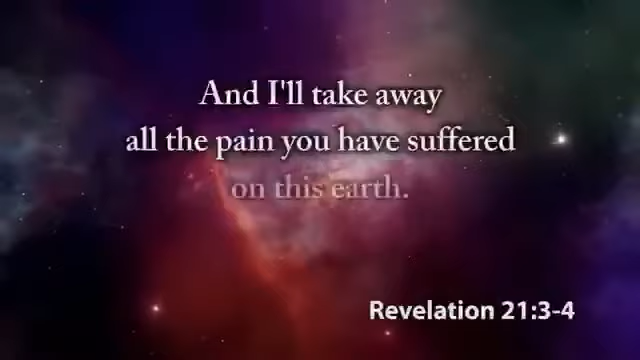 And I'll take away
all the pain you have suffered
on this earth.
Revelation 21:3-4